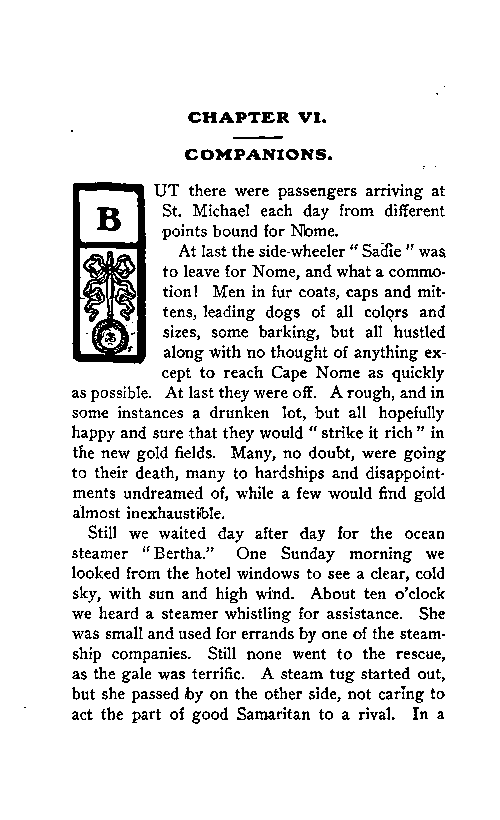 CHAPTER VI.
COMPANIONS.
BUT there were passengers arriving at
St. Michael each day from different
points bound for Nome.
At last the side-wheeler “ Sadie ” was
to leave for Nome, and what a commo-
tion! Men in fur coats, caps and mit-
tens, leading dogs of all colors and
sizes, some barking, but all hustled
along with no thought of anything ex-
cept to reach Cape Nome as quickly
as possible. At last they were off. A rough, and in
some instances a drunken lot, but all hopefully
happy and sure that they would “ strike it rich ” in
the new gold fields. Many, no doubt, were going
to their death, many to hardships and disappoint-
ments undreamed of, while a few would find gold
almost inexhaustible.
Still we waited day after day for the ocean
steamer “Bertha.” One Sunday morning we
looked from the hotel windows to see a clear, cold
sky, with sun and high wind. About ten o’clock
we heard a steamer whistling for assistance. She
was small and used for errands by one of the steam-
ship companies. Still none went to the rescue,
as the gale was terrific. A steam tug started out,
but she passed by on the other side, not caring to
act the part of good Samaritan to a rival. In a